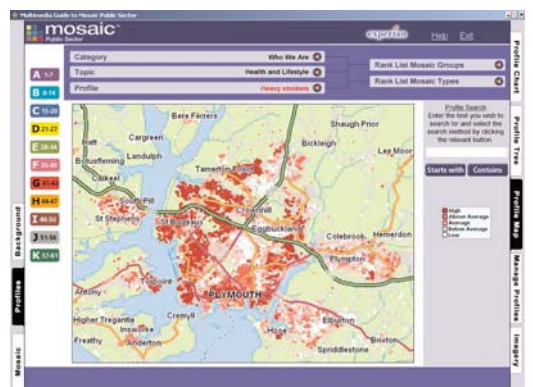 Multimedia Guide to Mosaic Public Sector
mosaic
Public Sector
experian
Help Exit
Category Who We Are
Topic Health and Lifestyle
Profile Heavy smokers
Rank List Mosaic Groups
Rank List Mosaic Types
A 1-7
B 8-14
C 15-20
D 21-27
E 28-34
F 35-40
G 41-43
H 44-47
I 48-50
J 51-56
K 57-61
Background
Profiles
Mosaic
Profile Chart
Profile Tree
Profile Map
Manage Profiles
Imagery
Profile Search
Enter the text you wish to
search for and select the
search method by clicking
the relevant button
Starts with Contains
High
Above Average
Average
Below Average
Low
Bere Ferrers
Shaugh Prior
Cargreen
Bickleigh
Lee Moor
Landulph
Botusfleming
Tamerton Foliot
St Stephens
Crownhill
St Budeaux
Eggbuckland
Colebrook
Hemerdon
Plympton
Antony
Torpoint
PLYMOUTH
Higher Tregantle
Cremyll
Insworke
Hooe
Elburton
Freathy
Anderton
Brixton
Spriddlestone